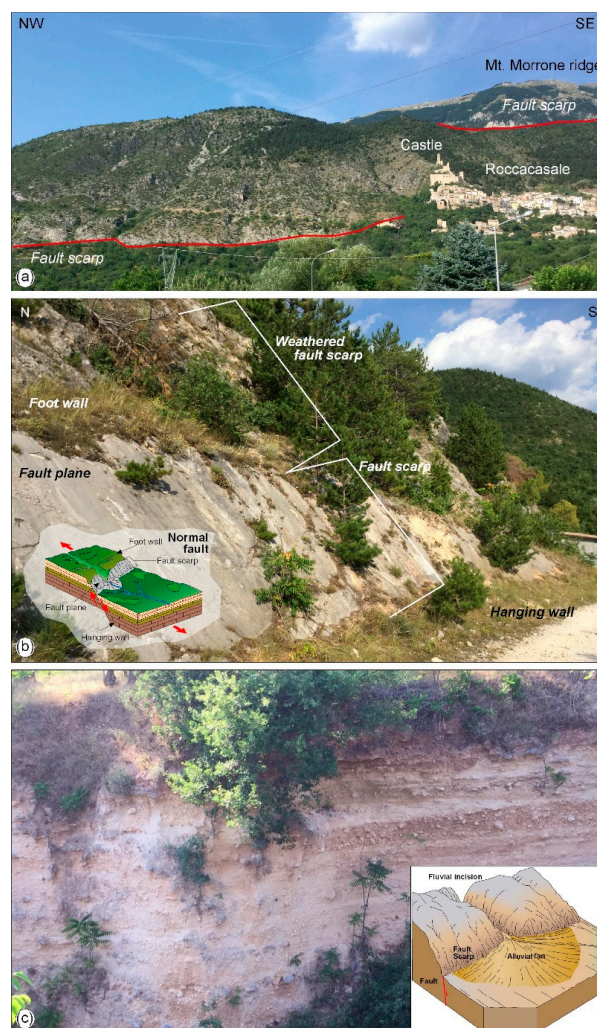 NW
SE
Mt. Morrone ridge
Fault scarp
Castle
Roccacasale
Fault scarp
a
N
S
Weathered
fault scarp
Foot wall
Fault scarp
Fault plane
Normal
fault
Foot wall
Fault scarp
Fault plane
Hanging wall
Hanging wall
b
Fluvial incision
Fault
Scarp
Alluvial fan
Fault
c